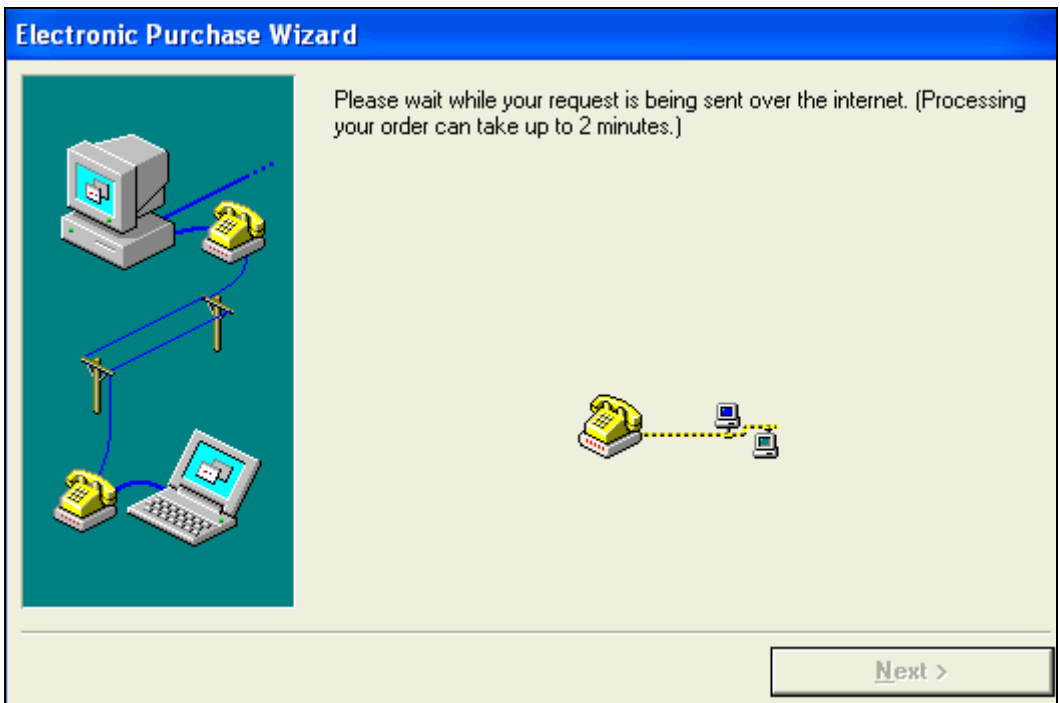 Electronic Purchase Wizard
Please wait while your request is being sent over the internet. (Processing
your order can take up to 2 minutes.)
Next >